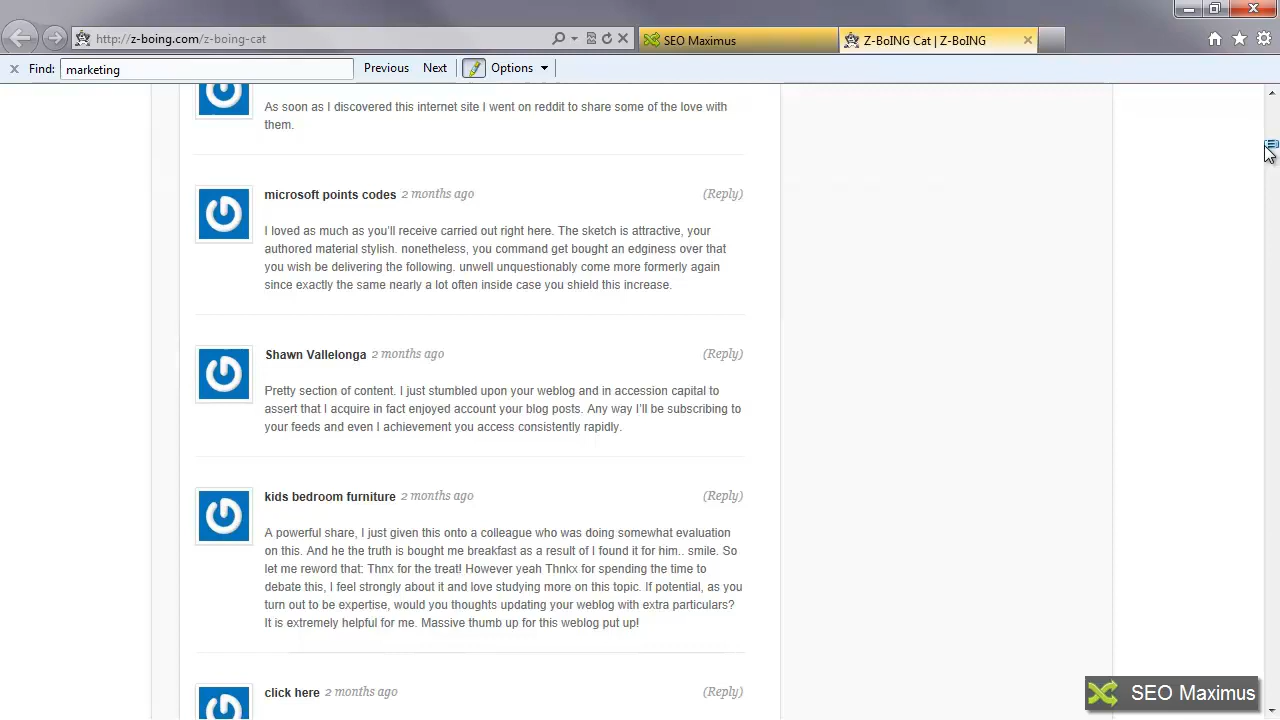 http://z-boing.com/z-boing-cat
SEO Maximus
Z-BoING Cat | Z-BoING
Find: marketing Previous Next Options
As soon as I discovered this internet site I went on reddit to share some of the love with
them.
microsoft points codes 2 months ago (Reply)
I loved as much as you'll receive carried out right here. The sketch is attractive, your
authored material stylish. nonetheless, you command get bought an edginess over that
you wish be delivering the following. unwell unquestionably come more formerly again
since exactly the same nearly a lot often inside case you shield this increase.
Shawn Vallelonga 2 months ago (Reply)
Pretty section of content. I just stumbled upon your weblog and in accession capital to
assert that I acquire in fact enjoyed account your blog posts. Any way I'll be subscribing to
your feeds and even I achievement you access consistently rapidly.
kids bedroom furniture 2 months ago (Reply)
A powerful share, I just given this onto a colleague who was doing somewhat evaluation
on this. And he the truth is bought me breakfast as a result of I found it for him.. smile. So
let me reword that: Thnx for the treat! However yeah Thnkx for spending the time to
debate this, I feel strongly about it and love studying more on this topic. If potential, as you
turn out to be expertise, would you thoughts updating your weblog with extra particulars?
It is extremely helpful for me. Massive thumb up for this weblog put up!
click here 2 months ago (Reply)
SEO Maximus